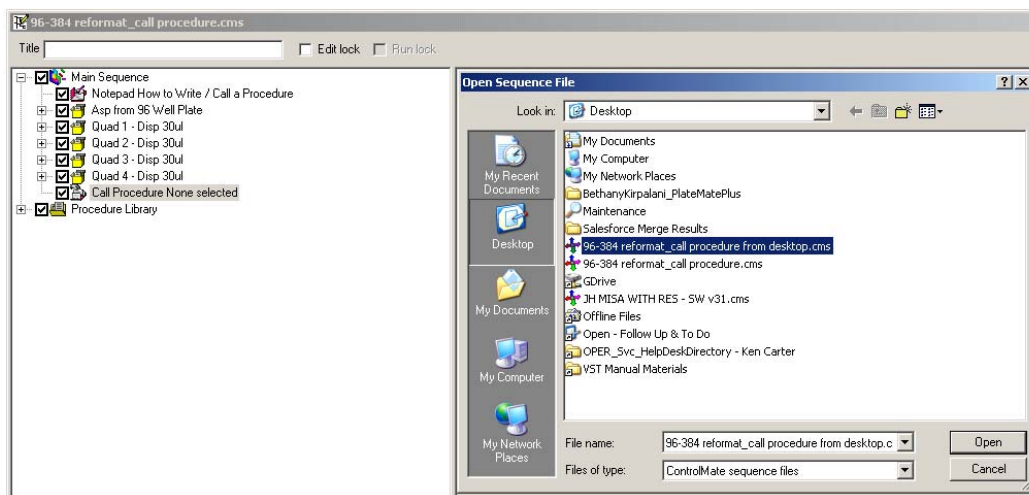 96-384 reformat_call procedure.cms
Title
Edit lock
Run lock
Main Sequence
Notepad How to Write / Call a Procedure
Asp from 96 Well Plate
Quad 1 - Disp 30ul
Quad 2 - Disp 30ul
Quad 3 - Disp 30ul
Quad 4 - Disp 30ul
Call Procedure None selected
Procedure Library
Open Sequence File
Look in:
Desktop
My Recent
Documents
Desktop
My Documents
My Computer
My Network
Places
My Documents
My Computer
My Network Places
BethanyKirpalani_PlateMatePlus
Maintenance
Salesforce Merge Results
96-384 reformat_call procedure from desktop.cms
96-384 reformat_call procedure.cms
GDrive
JH MISA WITH RES - SW v31.cms
Offline Files
Open - Follow Up & To Do
OPER_Svc_HelpDeskDirectory - Ken Carter
VST Manual Materials
File name:
96-384 reformat_call procedure from desktop.c
Open
Files of type:
ControlMate sequence files
Cancel